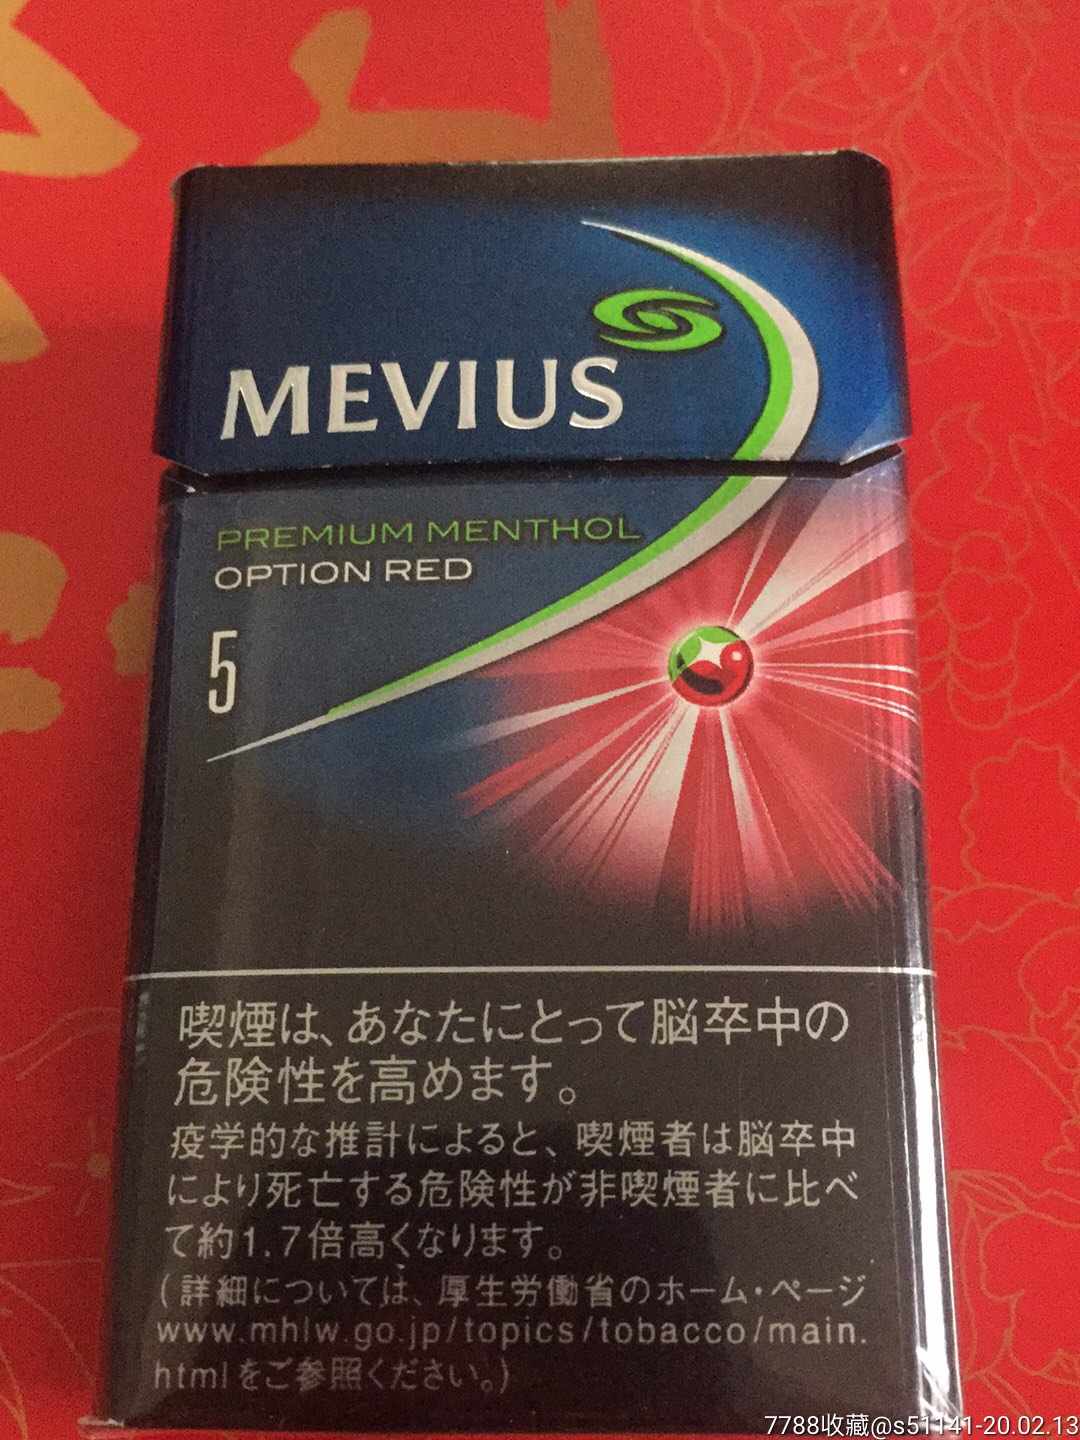 MEVIUS
PREMIUM MENTHOL
OPTION RED
5
喫煙は、あなたにとって脳卒中の
危険性を高めます。
疫学的な推計によると、喫煙者は脳卒中
により死亡する危険性が非喫煙者に比べ
て約1.7倍高くなります。
(詳細については、厚生労働省のホーム・ページ
www.mhlw.go.jp/topics/tobacco/main.
htmlをご参照ください。)
7788收藏@s51141-20.02.13